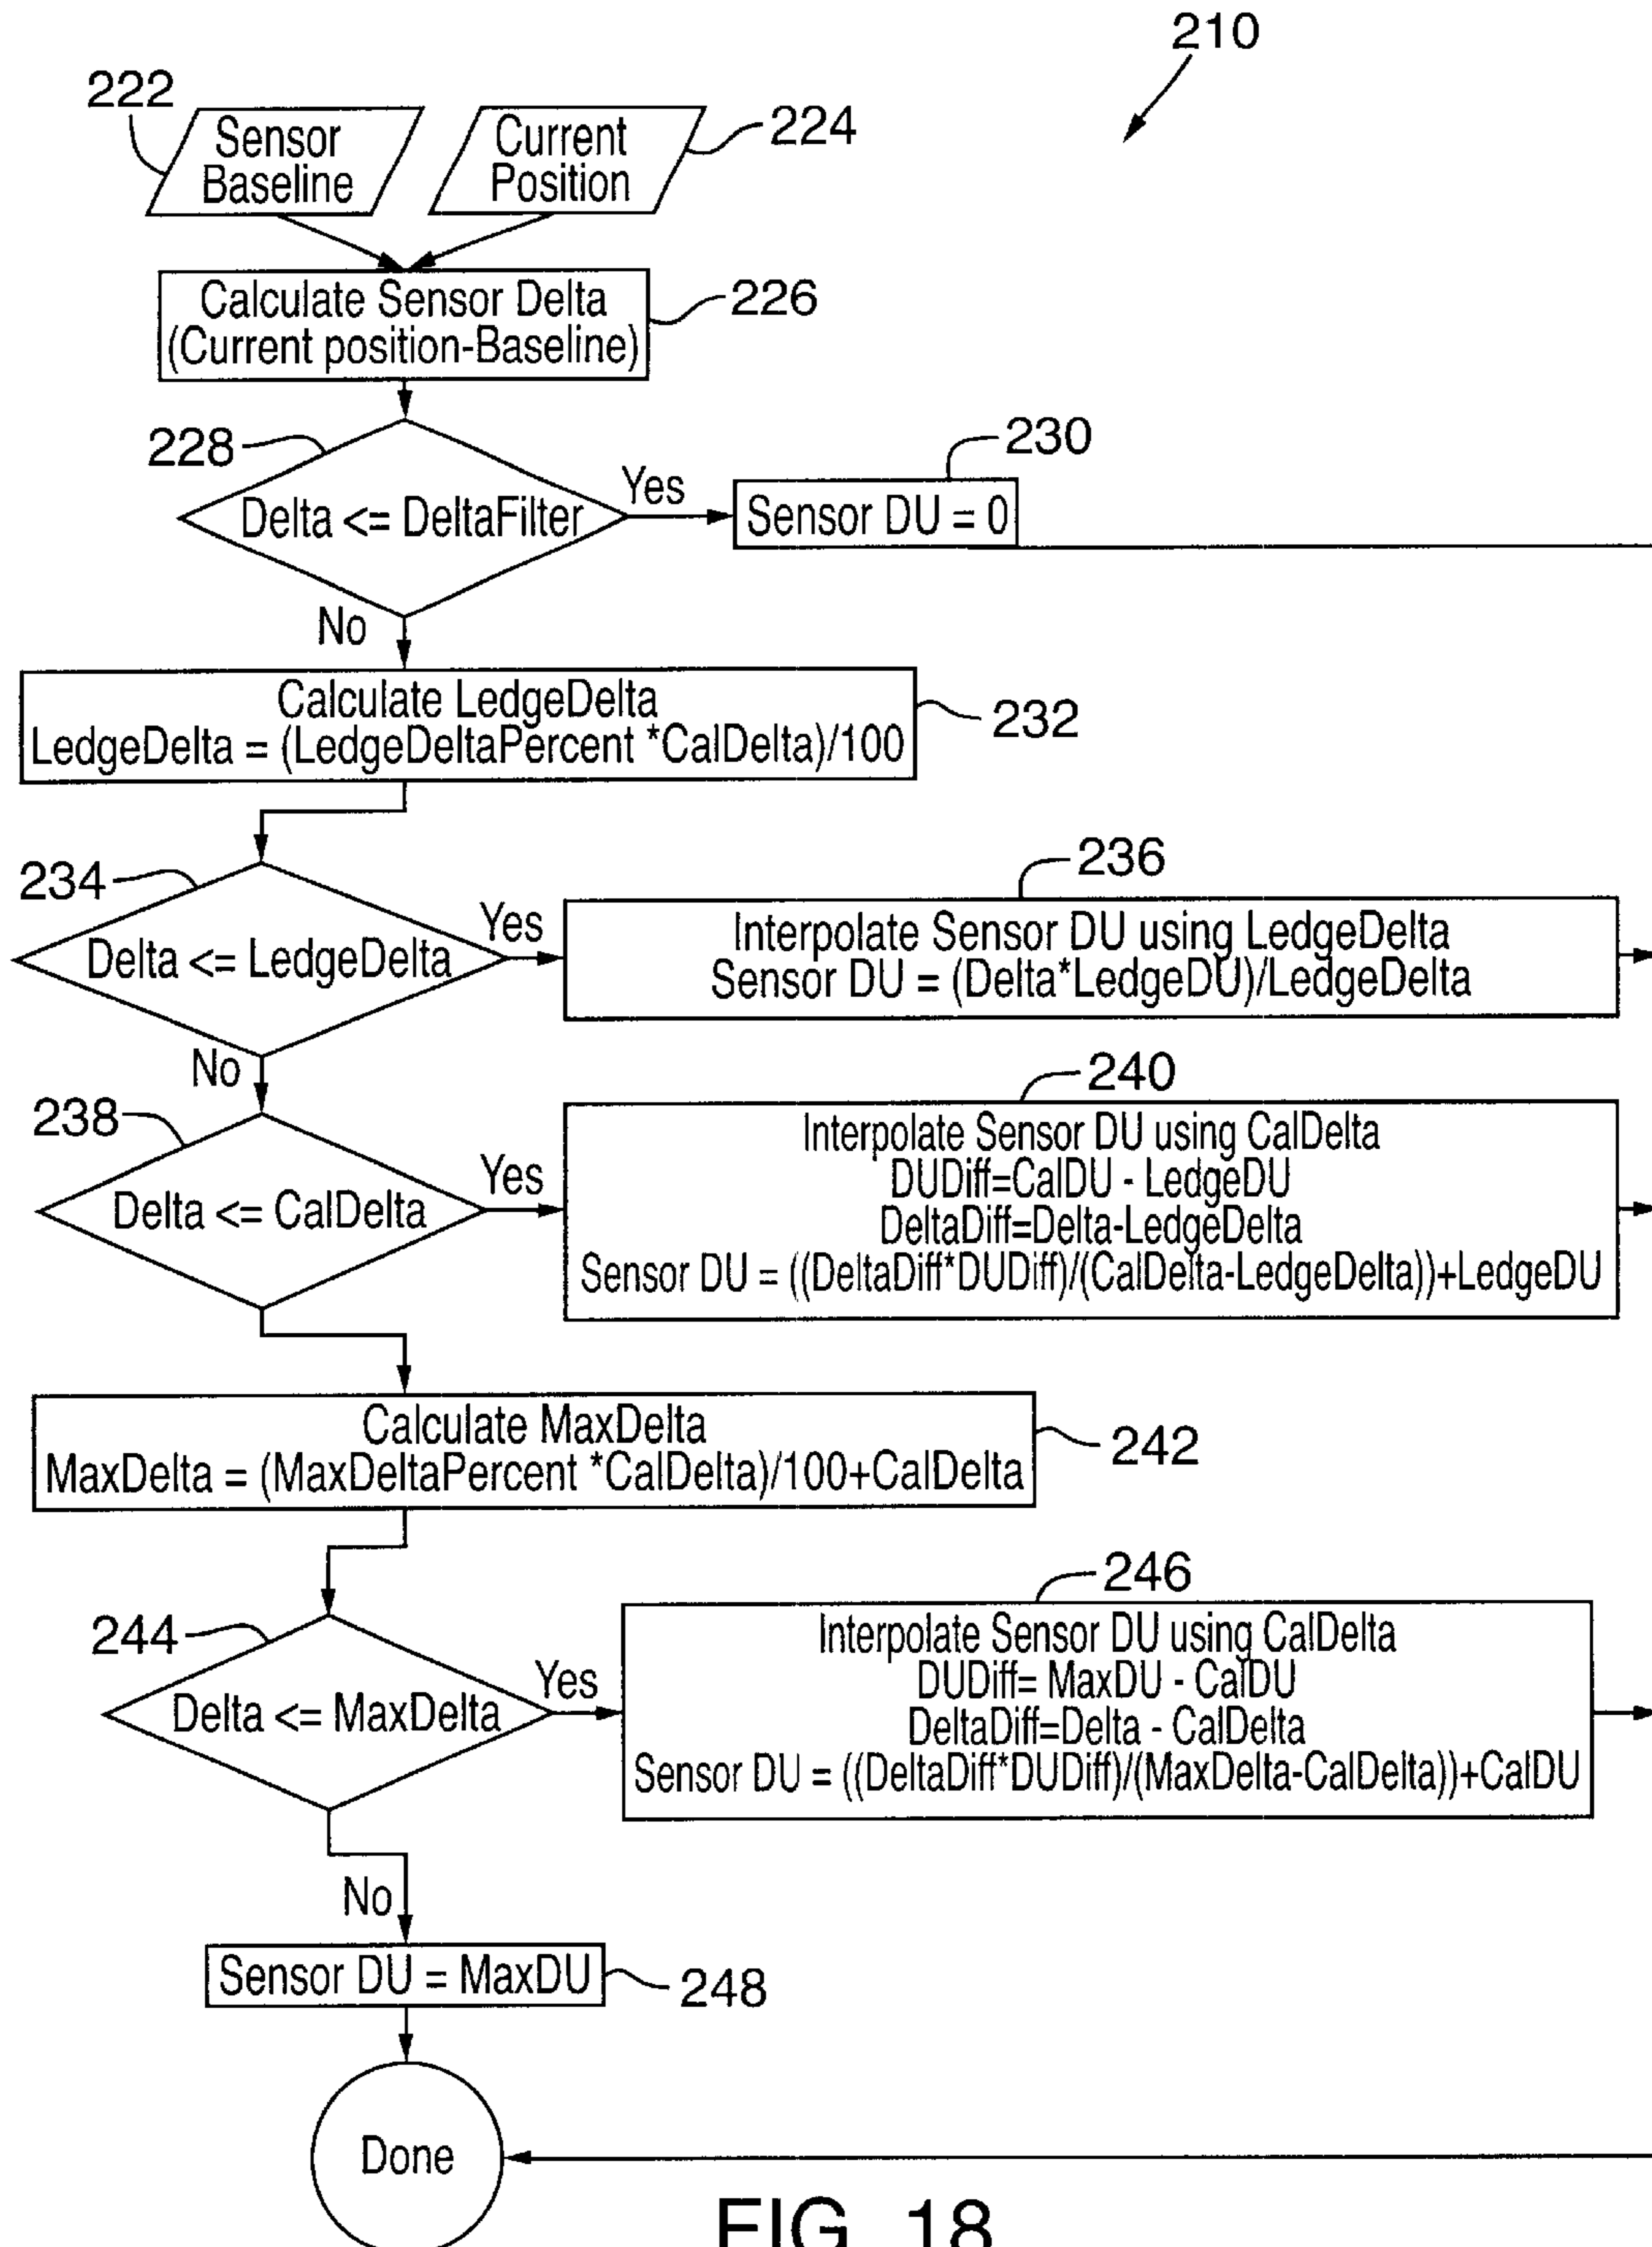 210
222
Sensor
Baseline
Current
Position
224
Calculate Sensor Delta
(Current position-Baseline)
226
228
Delta <= DeltaFilter
Yes
230
Sensor DU = 0
No
Calculate LedgeDelta
LedgeDelta = (LedgeDeltaPercent *CalDelta)/100
232
234
Delta <= LedgeDelta
Yes
236
Interpolate Sensor DU using LedgeDelta
Sensor DU = (Delta*LedgeDU)/LedgeDelta
No
238
Delta <= CalDelta
Yes
240
Interpolate Sensor DU using CalDelta
DUDiff=CalDU - LedgeDU
DeltaDiff=Delta-LedgeDelta
Sensor DU = ((DeltaDiff*DUDiff)/(CalDelta-LedgeDelta))+LedgeDU
Calculate MaxDelta
MaxDelta = (MaxDeltaPercent *CalDelta)/100+CalDelta
242
244
Delta <= MaxDelta
Yes
246
Interpolate Sensor DU using CalDelta
DUDiff= MaxDU - CalDU
DeltaDiff=Delta - CalDelta
Sensor DU = ((DeltaDiff*DUDiff)/(MaxDelta-CalDelta))+CalDU
No
Sensor DU = MaxDU
248
Done
FIG. 18